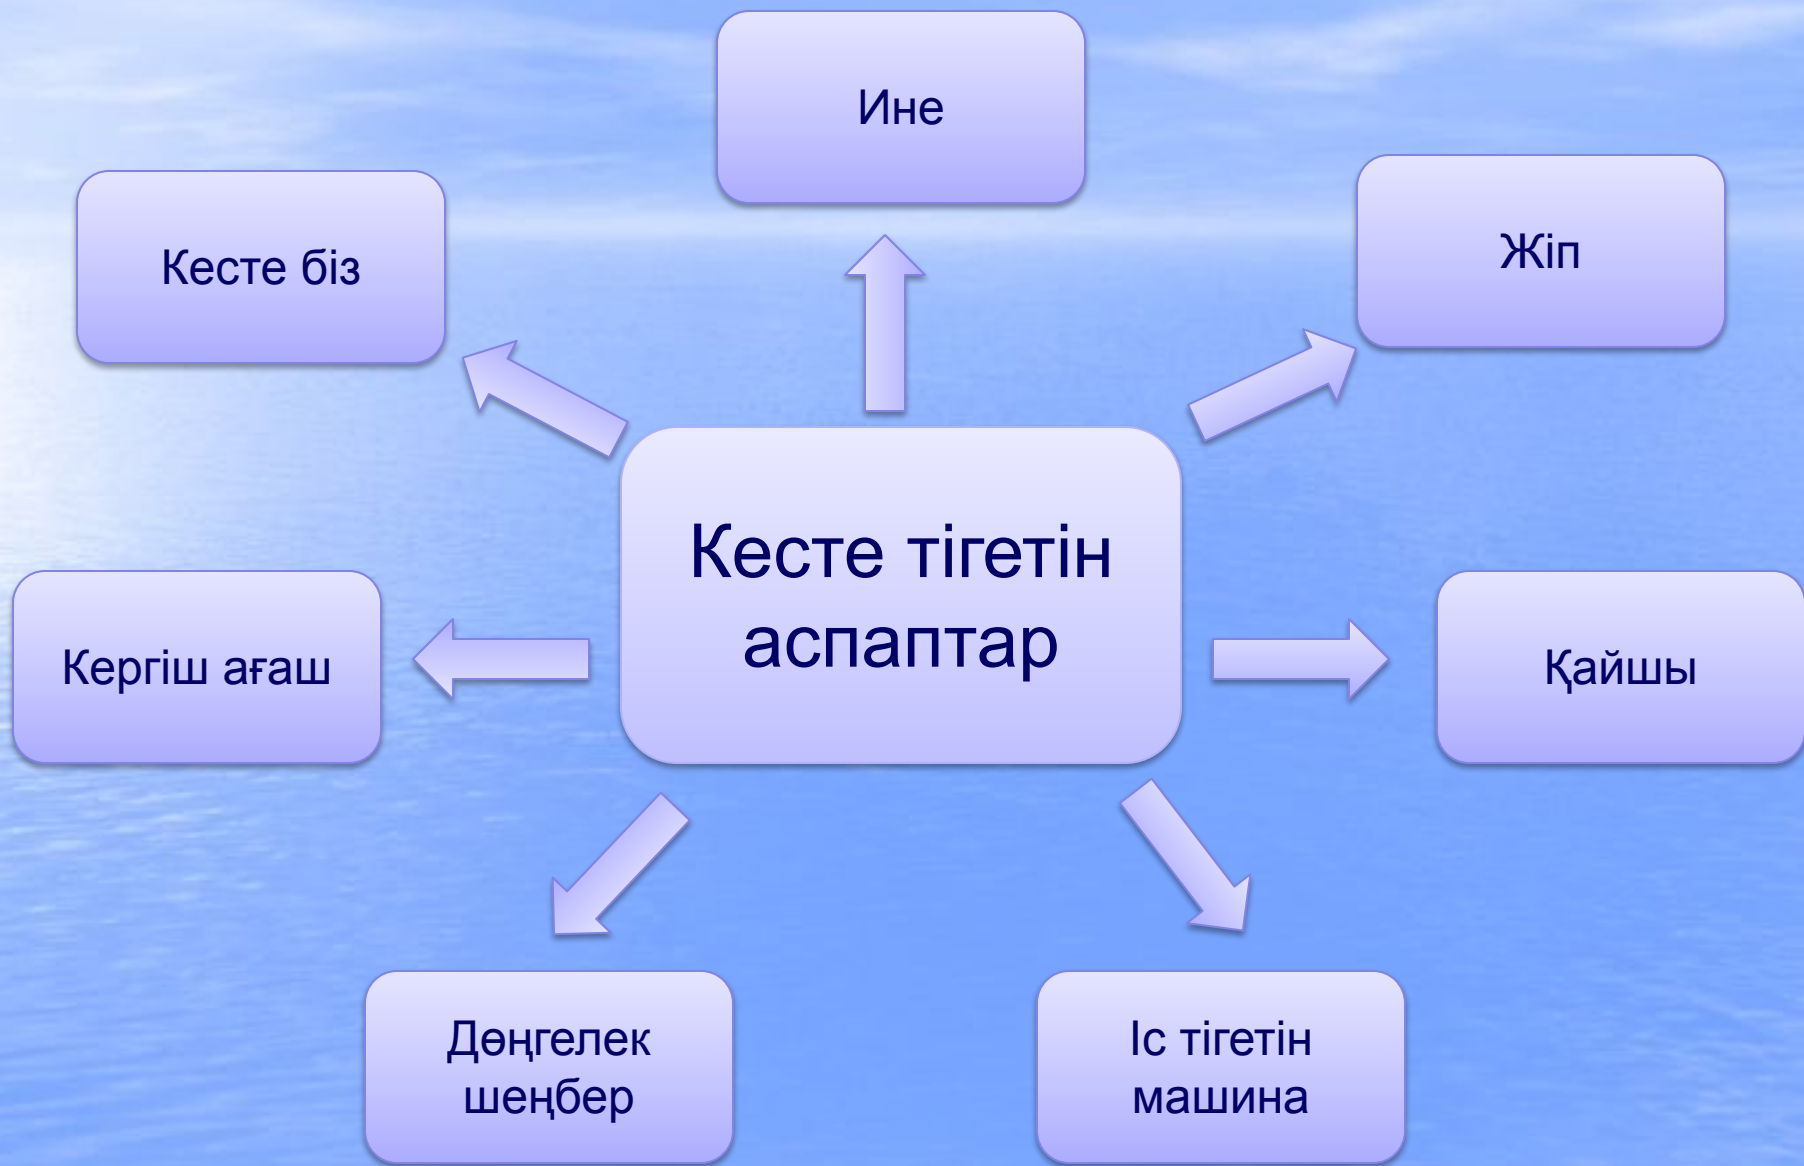 Ине
Жіп
Кесте біз
Кесте тігетін
аспаптар
Кергіш ағаш
Қайшы
Дөңгелек
шеңбер
Іс тігетін
машина